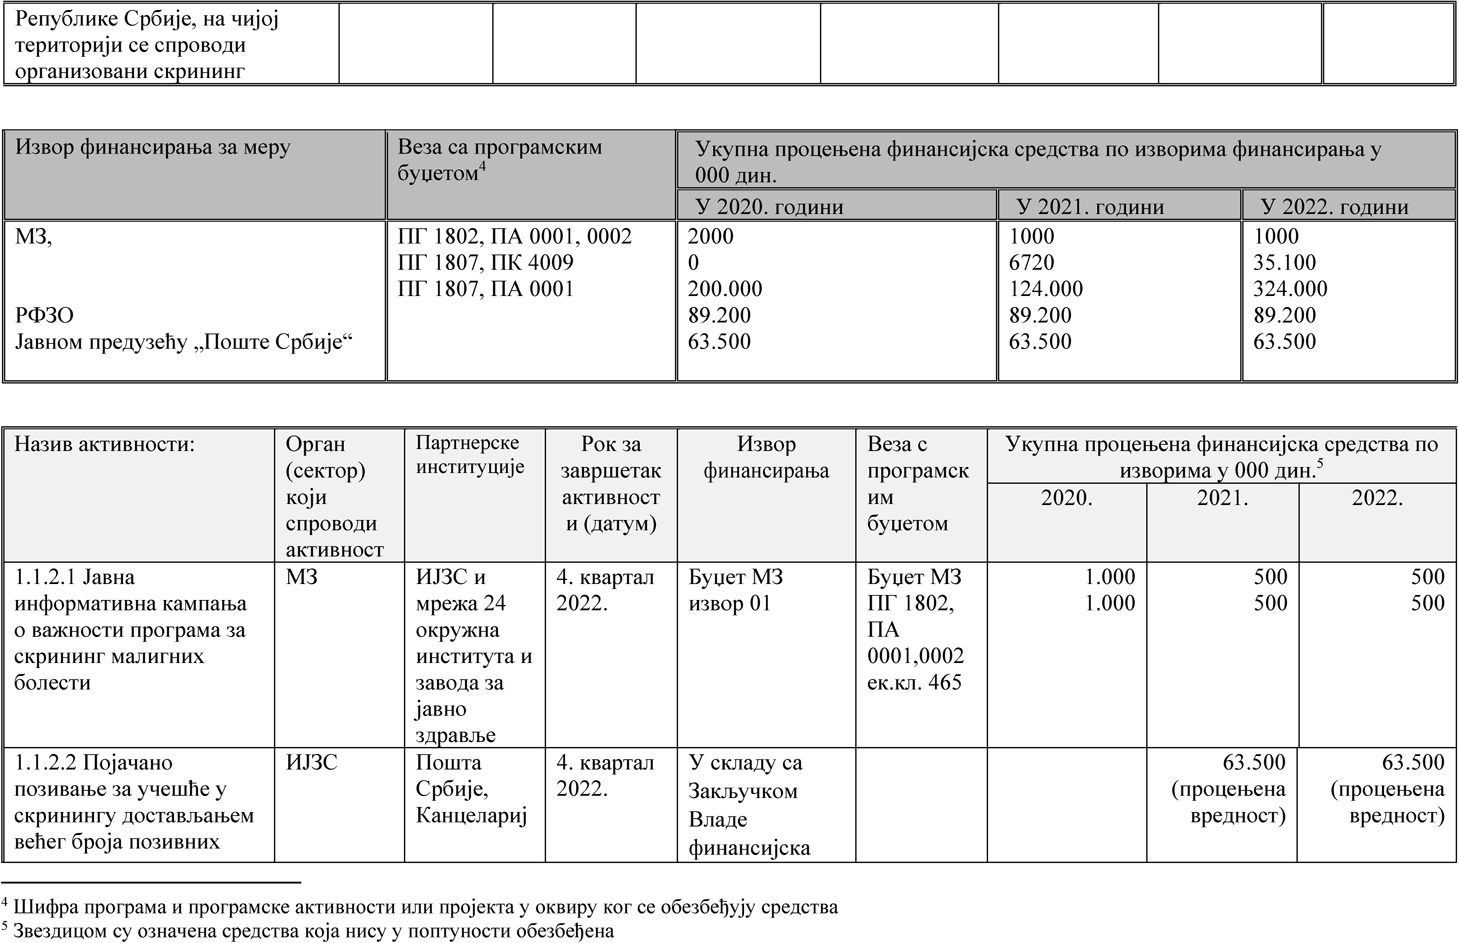 Републике Србије, на чијој
територији се спроводи
организовани скрининг
Извор финансирања за меру
Веза са програмским
буџетом4
Укупна процењена финансијска средства по изворима финансирања у
000 дин.
У 2020. години
У 2021. години
У 2022. години
МЗ,
РФЗО
Јавном предузећу „Поште Србије“
ПГ 1802, ПА 0001, 0002
ПГ 1807, ПК 4009
ПГ 1807, ПА 0001
2000
0
200.000
89.200
63.500
1000
6720
124.000
89.200
63.500
1000
35.100
324.000
89.200
63.500
Назив активности:
Орган
(сектор)
који
спроводи
активност
Партнерске
институције
Рок за
завршетак
активност
и (датум)
Извор
финансирања
Веза с
програмск
им
буџетом
Укупна процењена финансијска средства по
изворима у 000 дин.5
2020.
2021.
2022.
1.1.2.1 Јавна
информативна кампања
о важности програма за
скрининг малигних
болести
МЗ
ИЈЗС и
мрежа 24
окружна
института и
завода за
јавно
здравље
4. квартал
2022.
Буџет МЗ
извор 01
Буџет МЗ
ПГ 1802,
ПА
0001,0002
ек.кл. 465
1.000
1.000
500
500
500
500
1.1.2.2 Појачано
позивање за учешће у
скринингу достављањем
већег броја позивних
ИЈЗС
Пошта
Србије,
Канцелариј
4. квартал
2022.
У складу са
Закључком
Владе
финансијска
63.500
(процењена
вредност)
63.500
(процењена
вредност)
4 Шифра програма и програмске активности или пројекта у оквиру ког се обезбеђују средства
5 Звездицом су означена средства која нису у поптуности обезбеђена